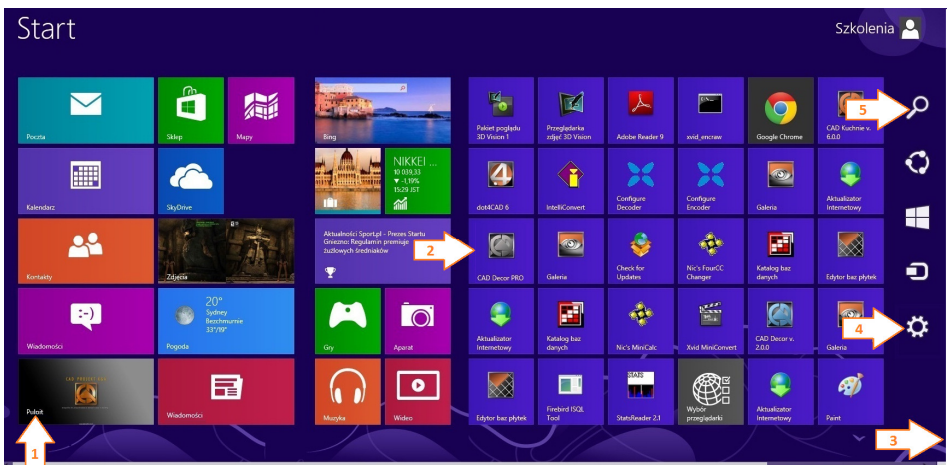 Start
Szkolenia
Poczta
Sklep
Mapy
Bing
Pakiet poglądu
3D Vision 1
Przeglądarka
zdjęć 3D Vision
Adobe Reader 9
xvid_encraw
Google Chrome
CAD Kuchnie v.
6.0.0
5
Kalendarz
SkyDrive
NIKKEI ...
10 039,33
▼ -1,19%
15:29 JST
dot4CAD 6
IntelliConvert
Configure
Decoder
Configure
Encoder
Galeria
Aktualizator
Internetowy
Kontakty
Zdjęcia
Aktualności Sport.pl - Prezes Startu
Gniezno: Regulamin premiuje
żużlowych średniaków
2
CAD Decor PRO
Galeria
Check for
Updates
Nic's FourCC
Changer
Katalog baz
danych
Edytor baz płytek
:-)
Wiadomości
20°
Sydney
Bezchmurnie
33°/19°
Pogoda
Gry
Aparat
Aktualizator
Internetowy
Katalog baz
danych
Nic's MiniCalc
Xvid MiniConvert
CAD Decor v.
2.0.0
Galeria
4
Pulpit
Wiadomości
Muzyka
Wideo
Edytor baz płytek
Firebird ISQL
Tool
STATS
StatsReader 2.1
Wybór
przeglądarki
Aktualizator
Internetowy
Paint
1
3